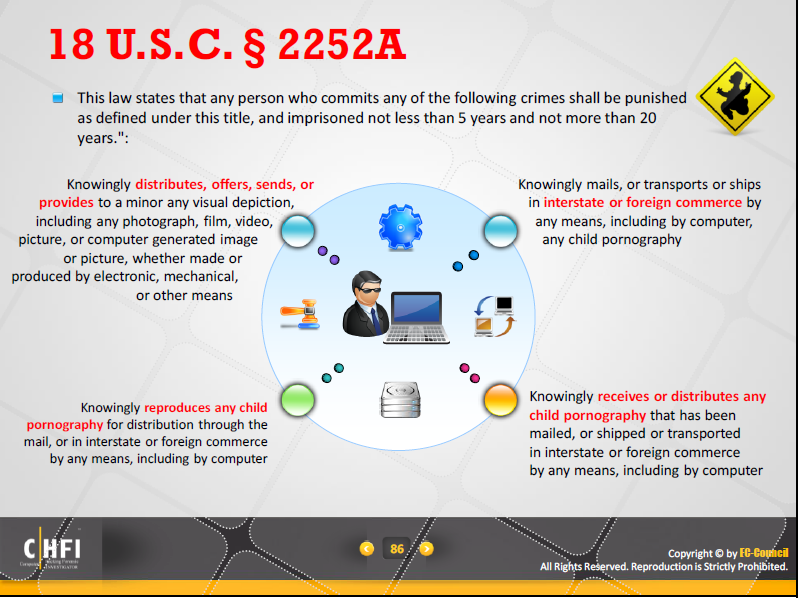 18 U.S.C. § 2252A
This law states that any person who commits any of the following crimes shall be punished
as defined under this title, and imprisoned not less than 5 years and not more than 20
years.":
Knowingly distributes, offers, sends, or
provides to a minor any visual depiction,
including any photograph, film, video,
picture, or computer generated image
or picture, whether made or
produced by electronic, mechanical,
or other means
Knowingly mails, or transports or ships
in interstate or foreign commerce by
any means, including by computer,
any child pornography
Knowingly reproduces any child
pornography for distribution through the
mail, or in interstate or foreign commerce
by any means, including by computer
Knowingly receives or distributes any
child pornography that has been
mailed, or shipped or transported
in interstate or foreign commerce
by any means, including by computer
CHFI
Computer Hacking Forensic
INVESTIGATOR
86
Copyright © by EC-Council
All Rights Reserved. Reproduction is Strictly Prohibited.